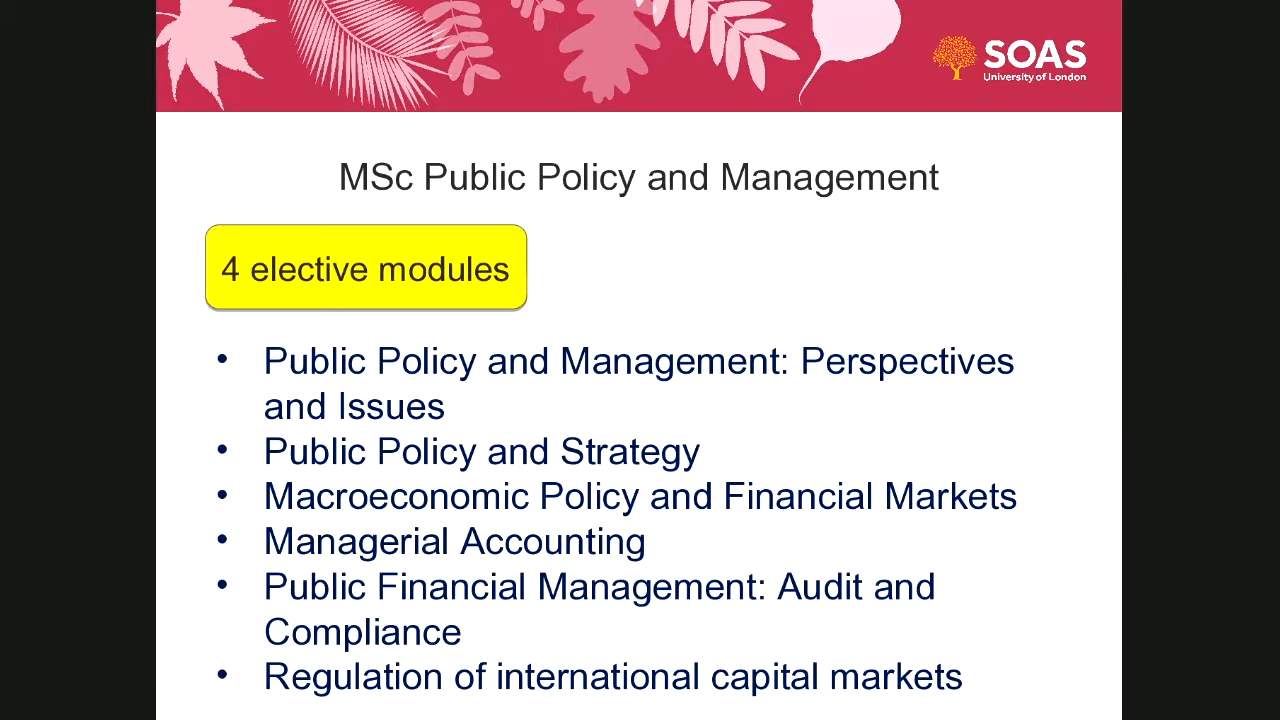 SOAS
University of London
MSc Public Policy and Management
4 elective modules
• Public Policy and Management: Perspectives
and Issues
• Public Policy and Strategy
• Macroeconomic Policy and Financial Markets
• Managerial Accounting
• Public Financial Management: Audit and
Compliance
• Regulation of international capital markets